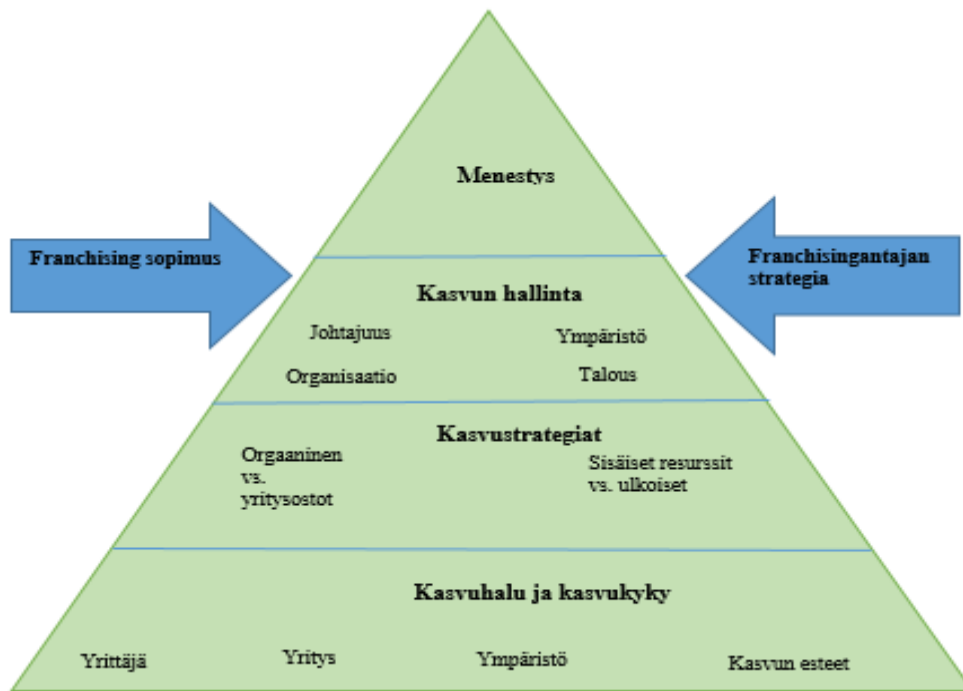 Menestys
Franchising sopimus
Franchisingantajan
strategia
Kasvun hallinta
Johtajuus
Ympäristö
Organisaatio
Talous
Kasvustrategiat
Orgaaninen
vs.
yritysostot
Sisäiset resurssit
vs. ulkoiset
Kasvuhalu ja kasvukyky
Yrittäjä
Yritys
Ympäristö
Kasvun esteet